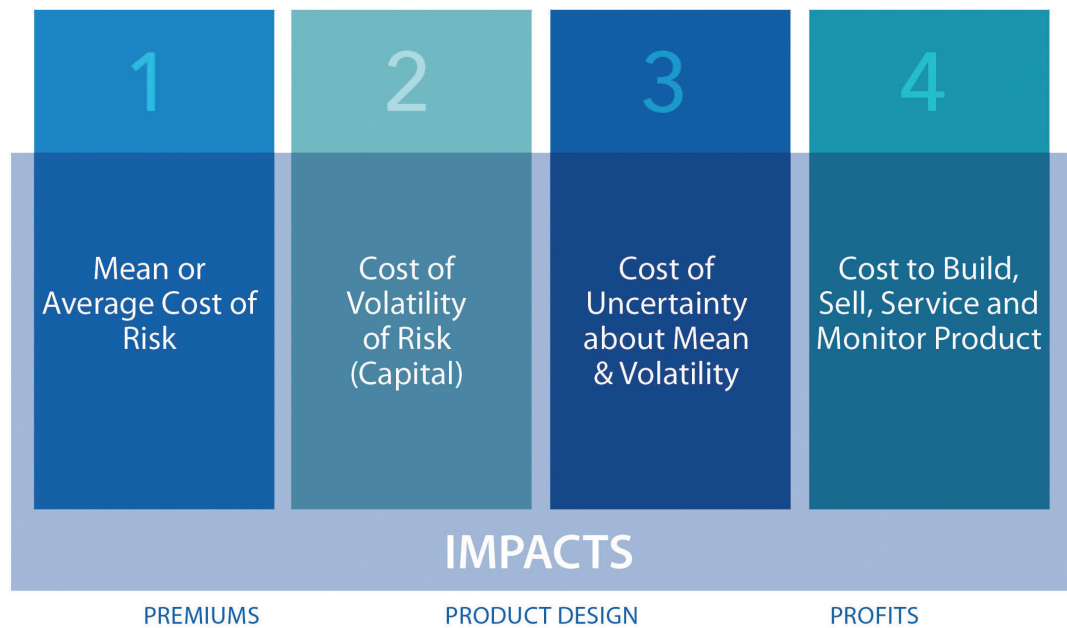 1
2
3
4
Mean or
Average Cost of
Risk
Cost of
Volatility
of Risk
(Capital)
Cost of
Uncertainty
about Mean
& Volatility
Cost to Build,
Sell, Service and
Monitor Product
IMPACTS
PREMIUMS
PRODUCT DESIGN
PROFITS